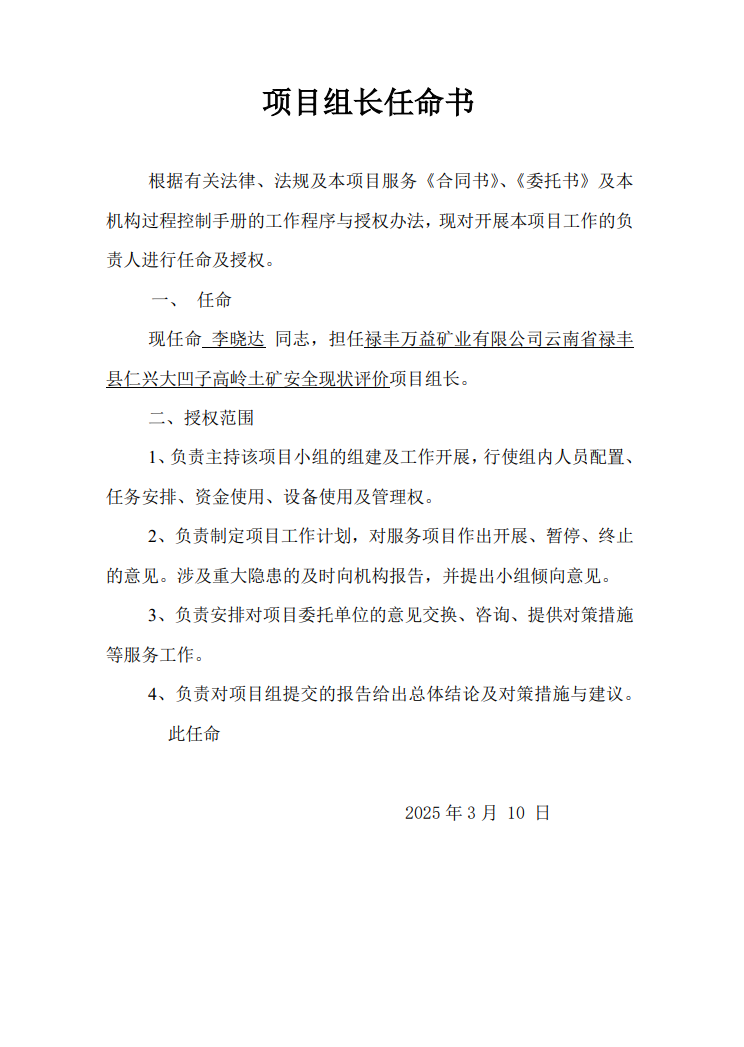 项目组长任命书
根据有关法律、法规及本项目服务《合同书》、《委托书》及本
机构过程控制手册的工作程序与授权办法，现对开展本项目工作的负
责人进行任命及授权。
一、 任命
现任命 李晓达 同志，担任禄丰万益矿业有限公司云南省禄丰
县仁兴大凹子高岭土矿安全现状评价项目组长。
二、授权范围
1、负责主持该项目小组的组建及工作开展，行使组内人员配置、
任务安排、资金使用、设备使用及管理权。
2、负责制定项目工作计划，对服务项目作出开展、暂停、终止
的意见。涉及重大隐患的及时向机构报告，并提出小组倾向意见。
3、负责安排对项目委托单位的意见交换、咨询、提供对策措施
等服务工作。
4、负责对项目组提交的报告给出总体结论及对策措施与建议。
此任命
2025 年 3 月 10 日